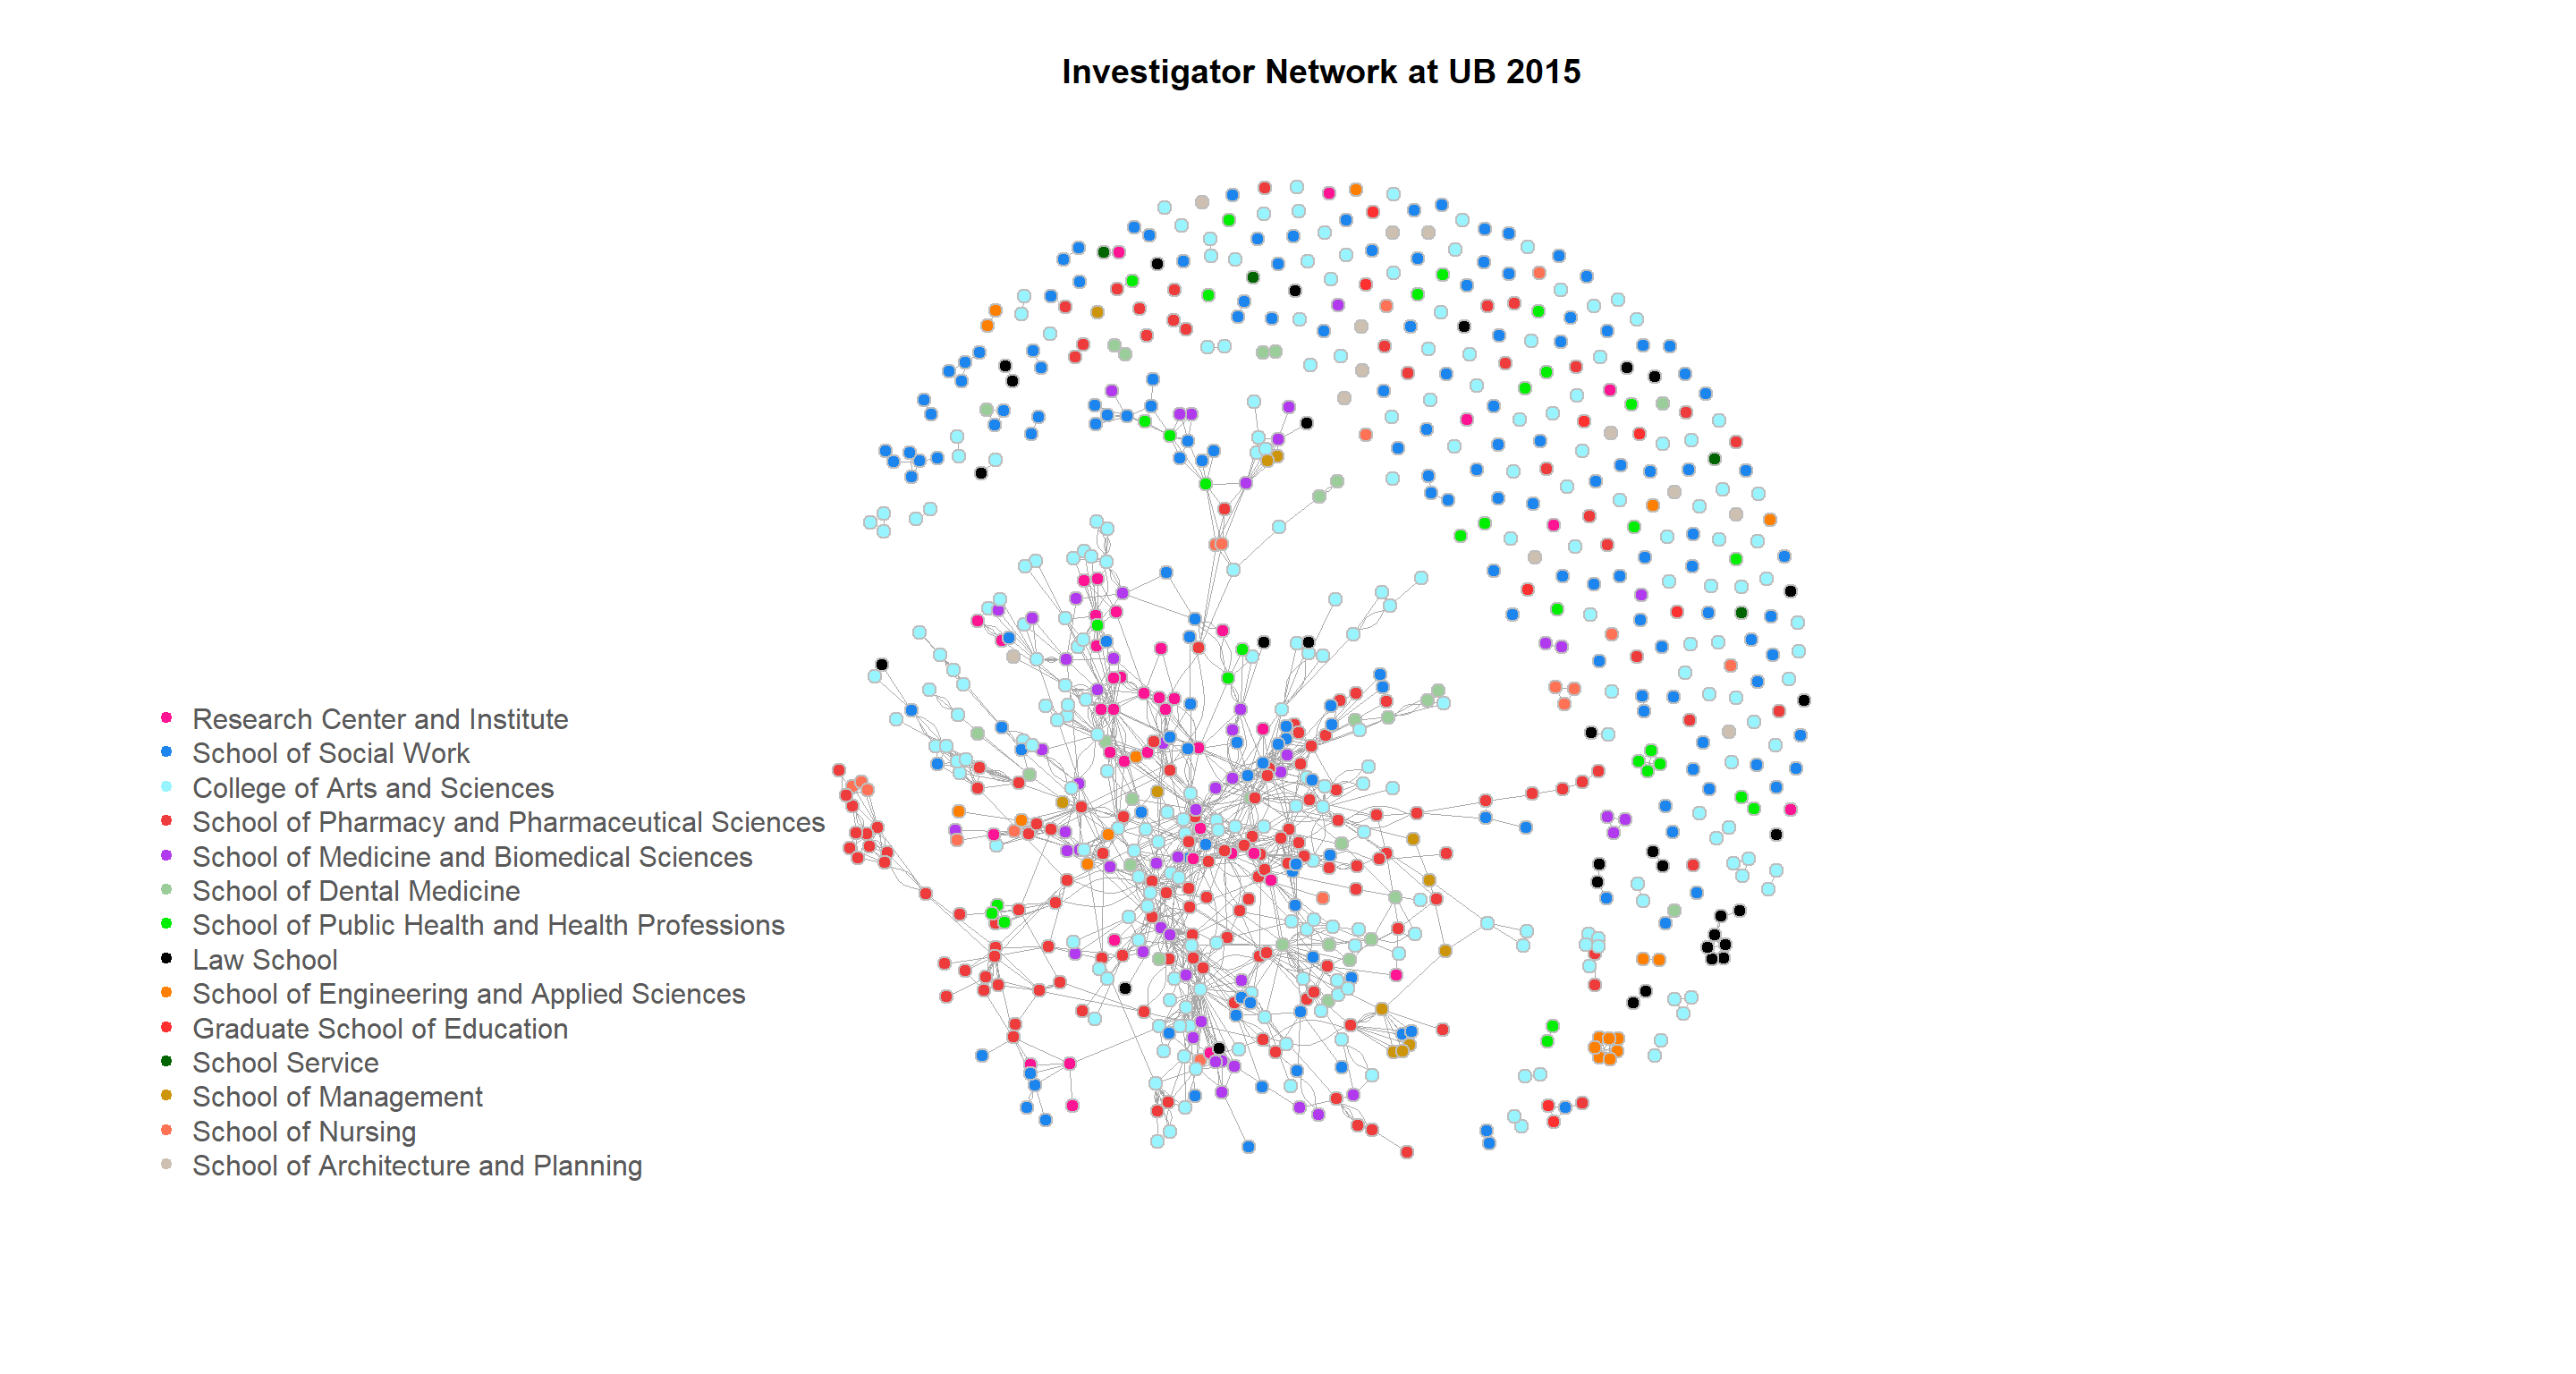 Investigator Network at UB 2015
Research Center and Institute
School of Social Work
College of Arts and Sciences
School of Pharmacy and Pharmaceutical Sciences
School of Medicine and Biomedical Sciences
School of Dental Medicine
School of Public Health and Health Professions
Law School
School of Engineering and Applied Sciences
Graduate School of Education
School Service
School of Management
School of Nursing
School of Architecture and Planning